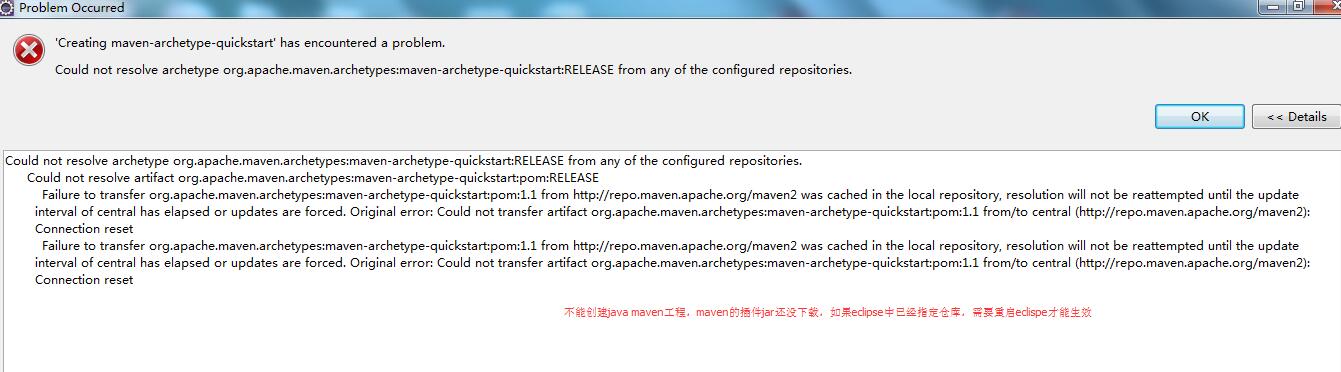 Problem Occurred
'Creating maven-archetype-quickstart' has encountered a problem.
Could not resolve archetype org.apache.maven.archetypes:maven-archetype-quickstart:RELEASE from any of the configured repositories.
OK
<< Details
Could not resolve archetype org.apache.maven.archetypes:maven-archetype-quickstart:RELEASE from any of the configured repositories.
Could not resolve artifact org.apache.maven.archetypes:maven-archetype-quickstart:pom:RELEASE
Failure to transfer org.apache.maven.archetypes:maven-archetype-quickstart:pom:1.1 from http://repo.maven.apache.org/maven2 was cached in the local repository, resolution will not be reattempted until the update
interval of central has elapsed or updates are forced. Original error: Could not transfer artifact org.apache.maven.archetypes:maven-archetype-quickstart:pom:1.1 from/to central (http://repo.maven.apache.org/maven2):
Connection reset
Failure to transfer org.apache.maven.archetypes:maven-archetype-quickstart:pom:1.1 from http://repo.maven.apache.org/maven2 was cached in the local repository, resolution will not be reattempted until the update
interval of central has elapsed or updates are forced. Original error: Could not transfer artifact org.apache.maven.archetypes:maven-archetype-quickstart:pom:1.1 from/to central (http://repo.maven.apache.org/maven2):
Connection reset
不能创建java maven工程，maven的插件jar还没下载，如果eclipse中已经指定仓库，需要重启eclispe才能生效